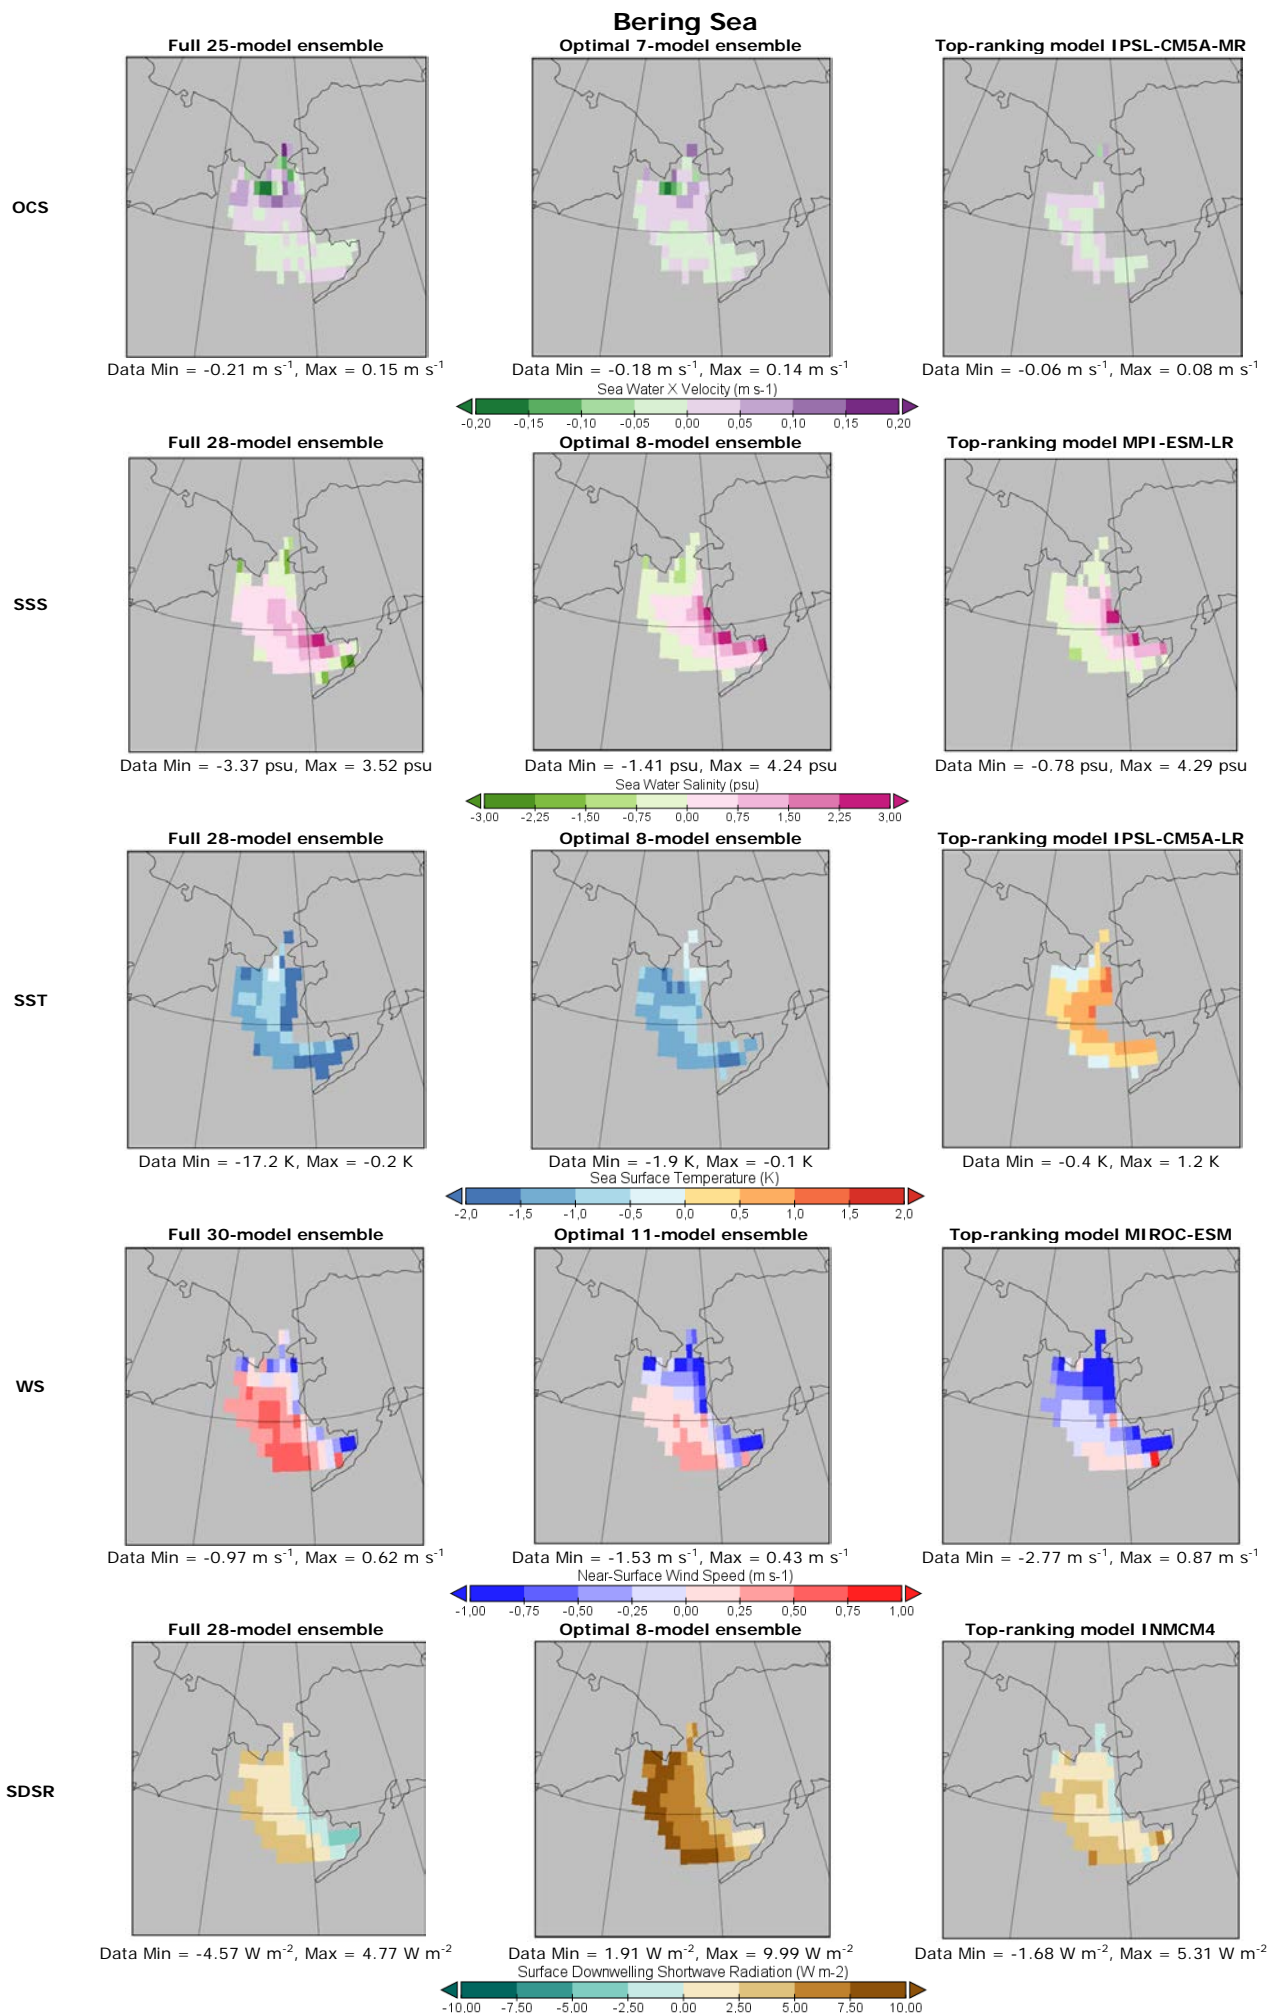 Bering Sea
Full 25-model ensemble
Optimal 7-model ensemble
Top-ranking model IPSL-CM5A-MR
OCS
Data Min = -0.21 m s-1, Max = 0.15 m s-1
Data Min = -0.18 m s-1, Max = 0.14 m s-1
Data Min = -0.06 m s-1, Max = 0.08 m s-1
Sea Water X Velocity (m s-1)
-0,20 -0,15 -0,10 -0,05 0,00 0,05 0,10 0,15 0,20
Full 28-model ensemble
Optimal 8-model ensemble
Top-ranking model MPI-ESM-LR
SSS
Data Min = -3.37 psu, Max = 3.52 psu
Data Min = -1.41 psu, Max = 4.24 psu
Data Min = -0.78 psu, Max = 4.29 psu
Sea Water Salinity (psu)
-3,00 -2,25 -1,50 -0,75 0,00 0,75 1,50 2,25 3,00
Full 28-model ensemble
Optimal 8-model ensemble
Top-ranking model IPSL-CM5A-LR
SST
Data Min = -17.2 K, Max = -0.2 K
Data Min = -1.9 K, Max = -0.1 K
Data Min = -0.4 K, Max = 1.2 K
Sea Surface Temperature (K)
-2,0 -1,5 -1,0 -0,5 0,0 0,5 1,0 1,5 2,0
Full 30-model ensemble
Optimal 11-model ensemble
Top-ranking model MIROC-ESM
WS
Data Min = -0.97 m s-1, Max = 0.62 m s-1
Data Min = -1.53 m s-1, Max = 0.43 m s-1
Data Min = -2.77 m s-1, Max = 0.87 m s-1
Near-Surface Wind Speed (m s-1)
-1,00 -0,75 -0,50 -0,25 0,00 0,25 0,50 0,75 1,00
Full 28-model ensemble
Optimal 8-model ensemble
Top-ranking model INMCM4
SDSR
Data Min = -4.57 W m-2, Max = 4.77 W m-2
Data Min = 1.91 W m-2, Max = 9.99 W m-2
Data Min = -1.68 W m-2, Max = 5.31 W m-2
Surface Downwelling Shortwave Radiation (W m-2)
-10.00 -7.50 -5.00 -2.50 0.00 2.50 5.00 7.50 10.00